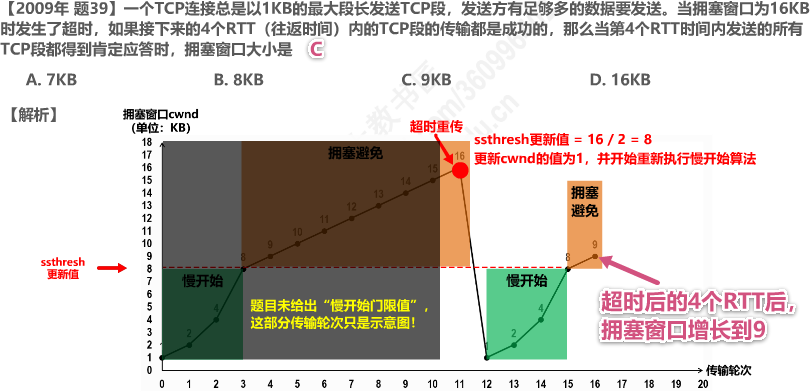 【2009年 题39】一个TCP连接总是以1KB的最大段长发送TCP段，发送方有足够多的数据要发送。当拥塞窗口为16KB
时发生了超时，如果接下来的4个RTT（往返时间）内的TCP段的传输都是成功的，那么当第4个RTT时间内发送的所有
TCP段都得到肯定应答时，拥塞窗口大小是 C
A. 7KB B. 8KB C. 9KB D. 16KB
【解析】
拥塞窗口cwnd
（单位：KB）
超时重传
ssthresh更新值 = 16 / 2 = 8
更新cwnd的值为1，并开始重新执行慢开始算法
18
17
16
15
14
13
12
11
10
9
8
7
6
5
4
3
2
1
拥塞避免
16
15
14
13
12
11
10
9
8
4
2
慢开始
ssthresh
更新值
题目未给出“慢开始门限值”，
这部分传输轮次只是示意图！
拥塞
避免
9
8
4
2
慢开始
超时后的4个RTT后，
拥塞窗口增长到9
0 1 2 3 4 5 6 7 8 9 10 11 12 13 14 15 16 17 18 19 20
传输轮次